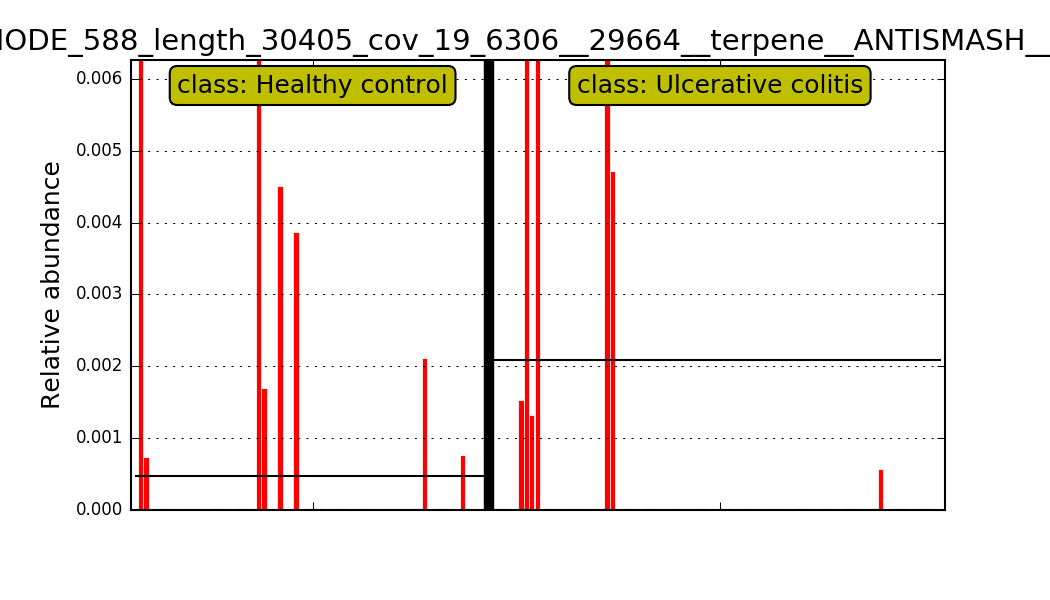 IODE_588_length_30405_cov_19_6306__29664__terpene__ANTISMASH__
class: Healthy control
class: Ulcerative colitis
Relative abundance
0.006
0.005
0.004
0.003
0.002
0.001
0.000